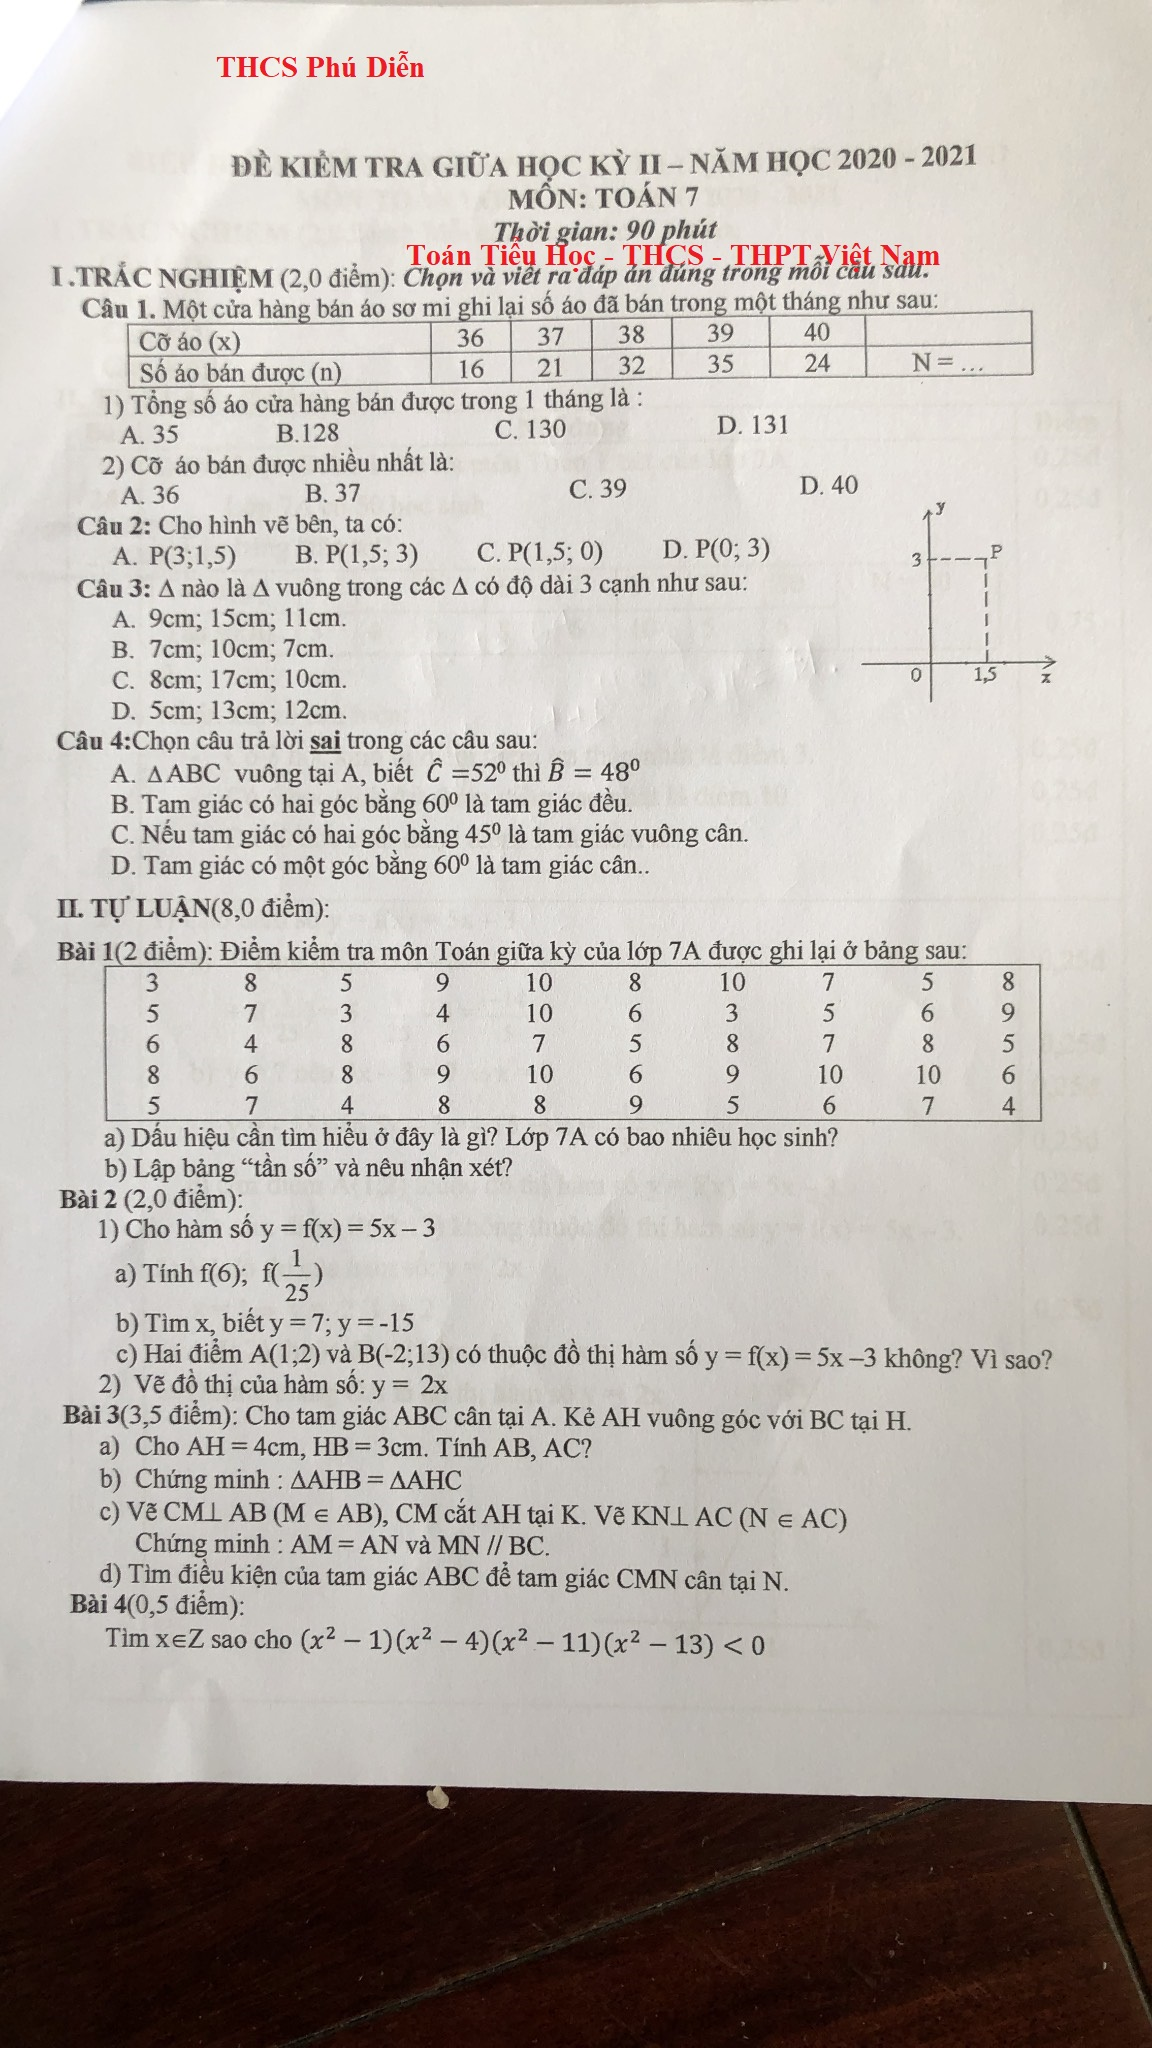 THCS Phú Diễn
ĐỀ KIỂM TRA GIỮA HỌC KỲ II – NĂM HỌC 2020 - 2021
MÔN: TOÁN 7
Thời gian: 90 phút
Toán Tiểu Học - THCS - THPT Việt Nam
I .TRẮC NGHIỆM (2,0 điểm): Chọn và viết ra đáp án đúng trong mỗi câu sau.
Câu 1. Một cửa hàng bán áo sơ mi ghi lại số áo đã bán trong một tháng như sau:
Cỡ áo (x) 36 37 38 39 40
Số áo bán được (n) 16 21 32 35 24 N = …
1) Tổng số áo cửa hàng bán được trong 1 tháng là :
A. 35 B.128 C. 130 D. 131
2) Cỡ áo bán được nhiều nhất là:
A. 36 B. 37 C. 39 D. 40
Câu 2: Cho hình vẽ bên, ta có:
A. P(3;1,5) B. P(1,5; 3) C. P(1,5; 0) D. P(0; 3)
y
3 P
O 1,5 x
Câu 3: Δ nào là Δ vuông trong các Δ có độ dài 3 cạnh như sau:
A. 9cm; 15cm; 11cm.
B. 7cm; 10cm; 7cm.
C. 8cm; 17cm; 10cm.
D. 5cm; 13cm; 12cm.
Câu 4:Chọn câu trả lời sai trong các câu sau:
A. Δ ABC vuông tại A, biết Ĉ =52⁰ thì B̂ = 48⁰
B. Tam giác có hai góc bằng 60⁰ là tam giác đều.
C. Nếu tam giác có hai góc bằng 45⁰ là tam giác vuông cân.
D. Tam giác có một góc bằng 60⁰ là tam giác cân..
II. TỰ LUẬN(8,0 điểm):
Bài 1(2 điểm): Điểm kiểm tra môn Toán giữa kỳ của lớp 7A được ghi lại ở bảng sau:
3 8 5 9 10 8 10 7 5 8
5 7 3 4 10 6 3 5 6 9
6 4 8 6 7 5 8 7 8 5
8 6 8 9 10 6 9 10 10 6
5 7 4 8 8 9 5 6 7 4
a) Dấu hiệu cần tìm hiểu ở đây là gì? Lớp 7A có bao nhiêu học sinh?
b) Lập bảng “tần số” và nêu nhận xét?
Bài 2 (2,0 điểm):
1) Cho hàm số y = f(x) = 5x – 3
a) Tính f(6); f(1/25)
b) Tìm x, biết y = 7; y = -15
c) Hai điểm A(1;2) và B(-2;13) có thuộc đồ thị hàm số y = f(x) = 5x –3 không? Vì sao?
2) Vẽ đồ thị của hàm số: y = 2x
Bài 3(3,5 điểm): Cho tam giác ABC cân tại A. Kẻ AH vuông góc với BC tại H.
a) Cho AH = 4cm, HB = 3cm. Tính AB, AC?
b) Chứng minh : ΔAHB = ΔAHC
c) Vẽ CM⊥ AB (M ∈ AB), CM cắt AH tại K. Vẽ KN⊥ AC (N ∈ AC)
Chứng minh : AM = AN và MN // BC.
d) Tìm điều kiện của tam giác ABC để tam giác CMN cân tại N.
Bài 4(0,5 điểm):
Tìm x∈Z sao cho (x² − 1)(x² − 4)(x² − 11)(x² − 13) < 0